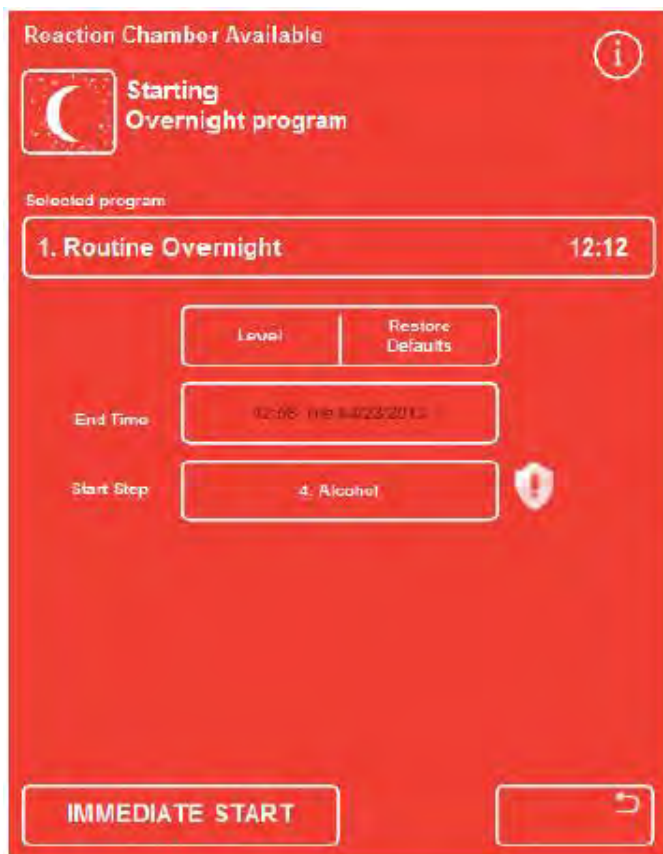 Reaction Chamber Available
i
Starting
Overnight program
Selected program
1. Routine Overnight 12:12
Level
Restore
Defaults
End Time
Start Step 4. Alcohol
IMMEDIATE START